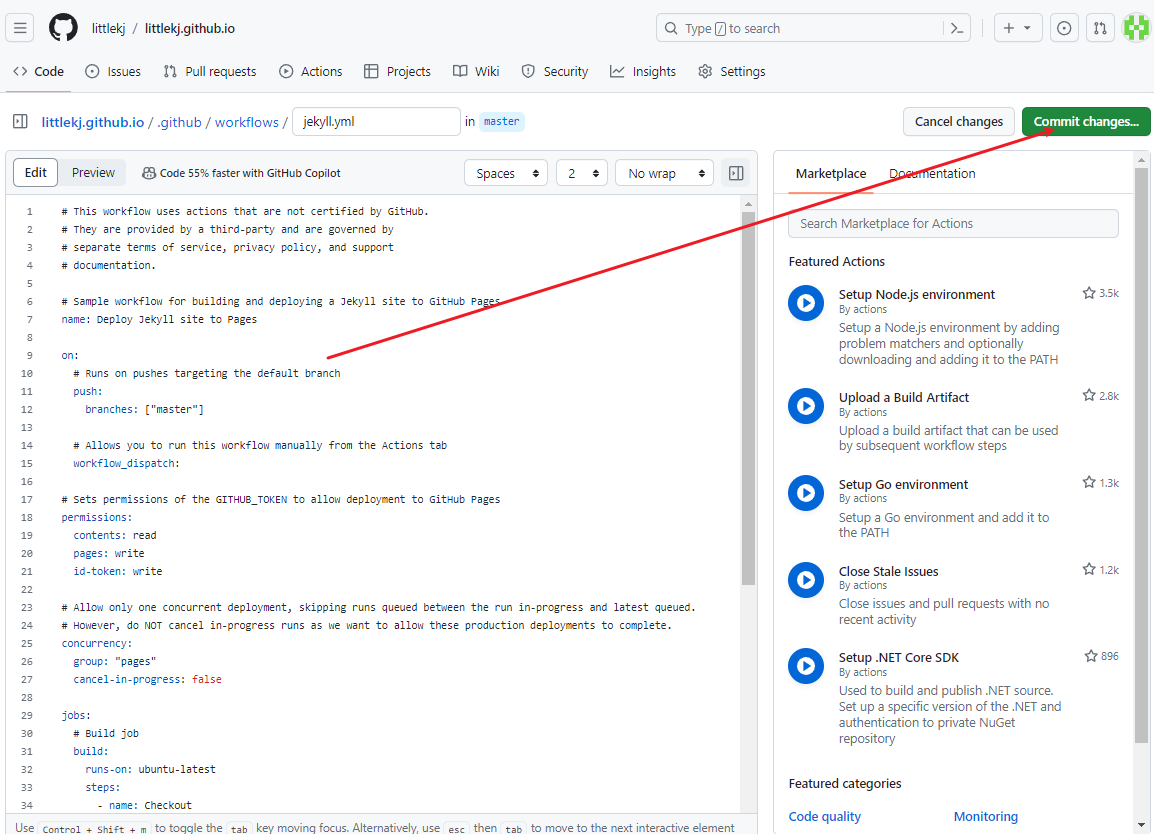 littlekj / littlekj.github.io
Type / to search
Code Issues Pull requests Actions Projects Wiki Security Insights Settings
littlekj.github.io / .github / workflows / jekyll.yml in master
Cancel changes Commit changes...
Edit Preview Code 55% faster with GitHub Copilot Spaces 2 No wrap
1 # This workflow uses actions that are not certified by GitHub.
2 # They are provided by a third-party and are governed by
3 # separate terms of service, privacy policy, and support
4 # documentation.
5
6 # Sample workflow for building and deploying a Jekyll site to GitHub Pages
7 name: Deploy Jekyll site to Pages
8
9 on:
10 # Runs on pushes targeting the default branch
11 push:
12 branches: ["master"]
13
14 # Allows you to run this workflow manually from the Actions tab
15 workflow_dispatch:
16
17 # Sets permissions of the GITHUB_TOKEN to allow deployment to GitHub Pages
18 permissions:
19 contents: read
20 pages: write
21 id-token: write
22
23 # Allow only one concurrent deployment, skipping runs queued between the run in-progress and latest queued.
24 # However, do NOT cancel in-progress runs as we want to allow these production deployments to complete.
25 concurrency:
26 group: "pages"
27 cancel-in-progress: false
28
29 jobs:
30 # Build job
31 build:
32 runs-on: ubuntu-latest
33 steps:
34 - name: Checkout
Use Control + Shift + m to toggle the tab key moving focus. Alternatively, use esc then tab to move to the next interactive element
Marketplace Documentation
Search Marketplace for Actions
Featured Actions
Setup Node.js environment 3.5k
By actions
Setup a Node.js environment by adding
problem matchers and optionally
downloading and adding it to the PATH
Upload a Build Artifact 2.8k
By actions
Upload a build artifact that can be used
by subsequent workflow steps
Setup Go environment 1.3k
By actions
Setup a Go environment and add it to
the PATH
Close Stale Issues 1.2k
By actions
Close issues and pull requests with no
recent activity
Setup .NET Core SDK 896
By actions
Used to build and publish .NET source.
Set up a specific version of the .NET and
authentication to private NuGet
repository
Featured categories
Code quality Monitoring